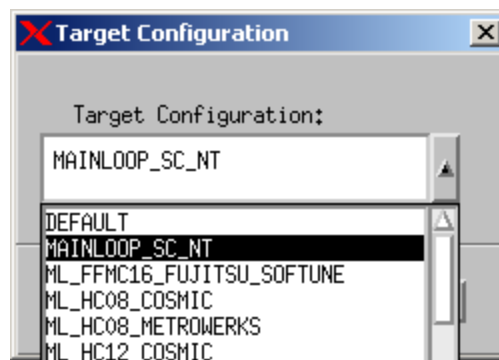 Target Configuration
Target Configuration:
MAINLOOP_SC_NT
DEFAULT
MAINLOOP_SC_NT
ML_FFMC16_FUJITSU_SOFTUNE
ML_HC08_COSMIC
ML_HC08_METROWERKS
ML_HC12_COSMIC